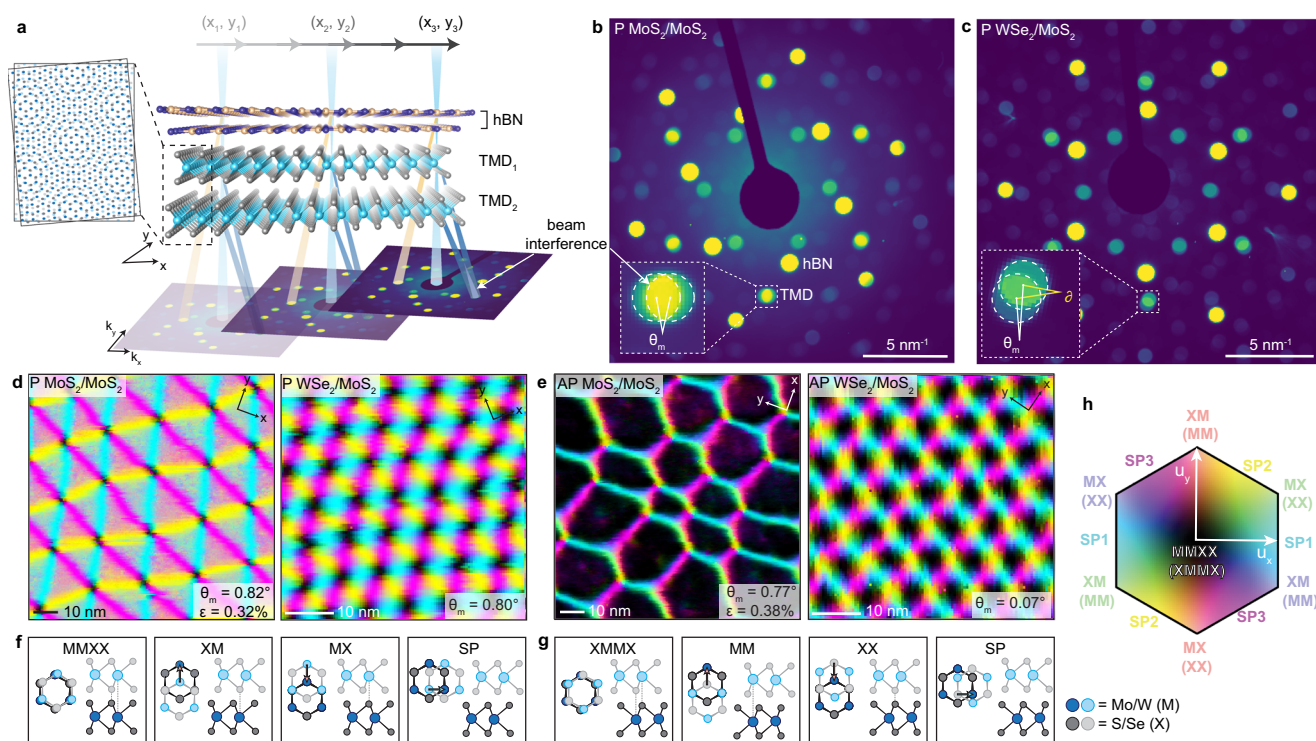 a
(x₁, y₁)
(x₂, y₂)
(x₃, y₃)
hBN
TMD₁
TMD₂
y
x
beam
interference
k_y
k_x
b
P MoS₂/MoS₂
hBN
TMD
θₘ
5 nm⁻¹
c
P WSe₂/MoS₂
∂
θₘ
5 nm⁻¹
d
P MoS₂/MoS₂
y
x
θₘ = 0.82°
ε = 0.32%
10 nm
P WSe₂/MoS₂
y
x
θₘ = 0.80°
10 nm
e
AP MoS₂/MoS₂
x
y
θₘ = 0.77°
ε = 0.38%
10 nm
AP WSe₂/MoS₂
x
y
θₘ = 0.07°
10 nm
h
XM
(MM)
SP3
u_y
SP2
MX
(XX)
MX
(XX)
SP1
SP1
MMXX
(XMMX)
u_x
XM
(MM)
XM
(MM)
SP2
SP3
MX
(XX)
f
MMXX
XM
MX
SP
g
XMMX
MM
XX
SP
= Mo/W (M)
= S/Se (X)